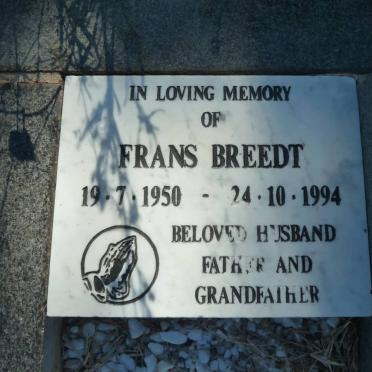 IN LOVING MEMORY
OF
FRANS BREEDT
19·7·1950 - 24·10·1994
BELOVED HUSBAND
FATHER AND
GRANDFATHER